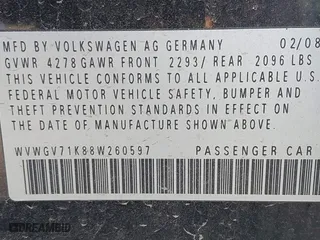 MFD BY VOLKSWAGEN AG GERMANY 02/08
GVWR 4278 GAWR FRONT 2293/ REAR 2096 LBS
THIS VEHICLE CONFORMS TO ALL APPLICABLE U.S.
FEDERAL MOTOR VEHICLE SAFETY, BUMPER, AND
THEFT PREVENTION STANDARDS IN EFFECT ON
THE DATE OF MANUFACTURE SHOWN ABOVE.
WVWGV71K88W260597 PASSENGER CAR
DREAMBID